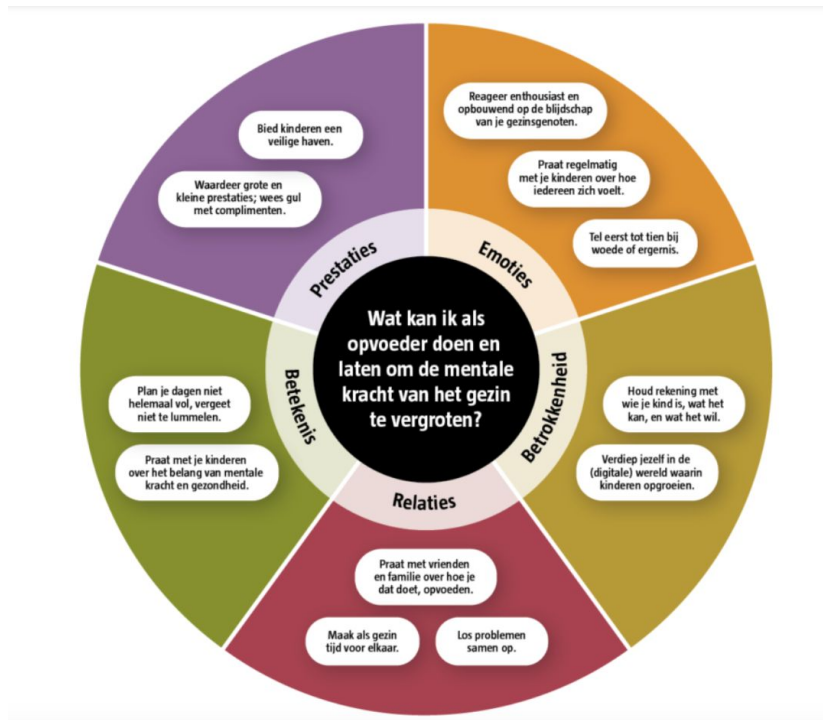 Wat kan ik als
opvoeder doen en
laten om de mentale
kracht van het gezin
te vergroten?
Emoties
Reageer enthousiast en
opbouwend op de blijdschap
van je gezinsgenoten.
Praat regelmatig
met je kinderen over hoe
iedereen zich voelt.
Tel eerst tot tien bij
woede of ergernis.
Betrokkenheid
Houd rekening met
wie je kind is, wat het
kan, en wat het wil.
Verdiep jezelf in de
(digitale) wereld waarin
kinderen opgroeien.
Relaties
Praat met vrienden
en familie over hoe je
dat doet, opvoeden.
Maak als gezin
tijd voor elkaar.
Los problemen
samen op.
Betekenis
Plan je dagen niet
helemaal vol, vergeet
niet te lummelen.
Praat met je kinderen
over het belang van mentale
kracht en gezondheid.
Prestaties
Bied kinderen een
veilige haven.
Waardeer grote en
kleine prestaties; wees gul
met complimenten.